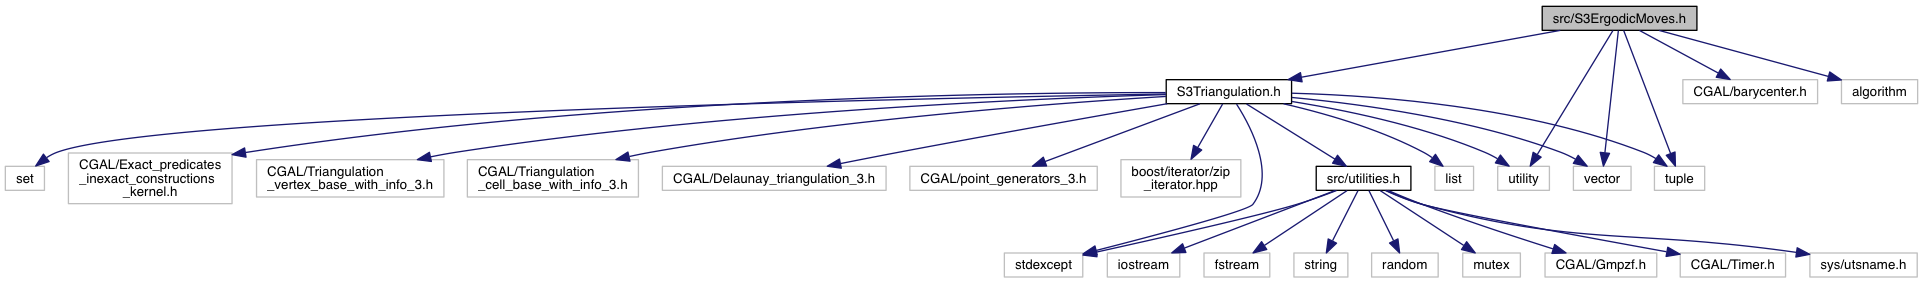 src/S3ErgodicMoves.h
S3Triangulation.h
CGAL/barycenter.h
algorithm
set
CGAL/Exact_predicates
_inexact_constructions
_kernel.h
CGAL/Triangulation
_vertex_base_with_info_3.h
CGAL/Triangulation
_cell_base_with_info_3.h
CGAL/Delaunay_triangulation_3.h
CGAL/point_generators_3.h
boost/iterator/zip
_iterator.hpp
src/utilities.h
list
utility
vector
tuple
stdexcept
iostream
fstream
string
random
mutex
CGAL/Gmpzf.h
CGAL/Timer.h
sys/utsname.h